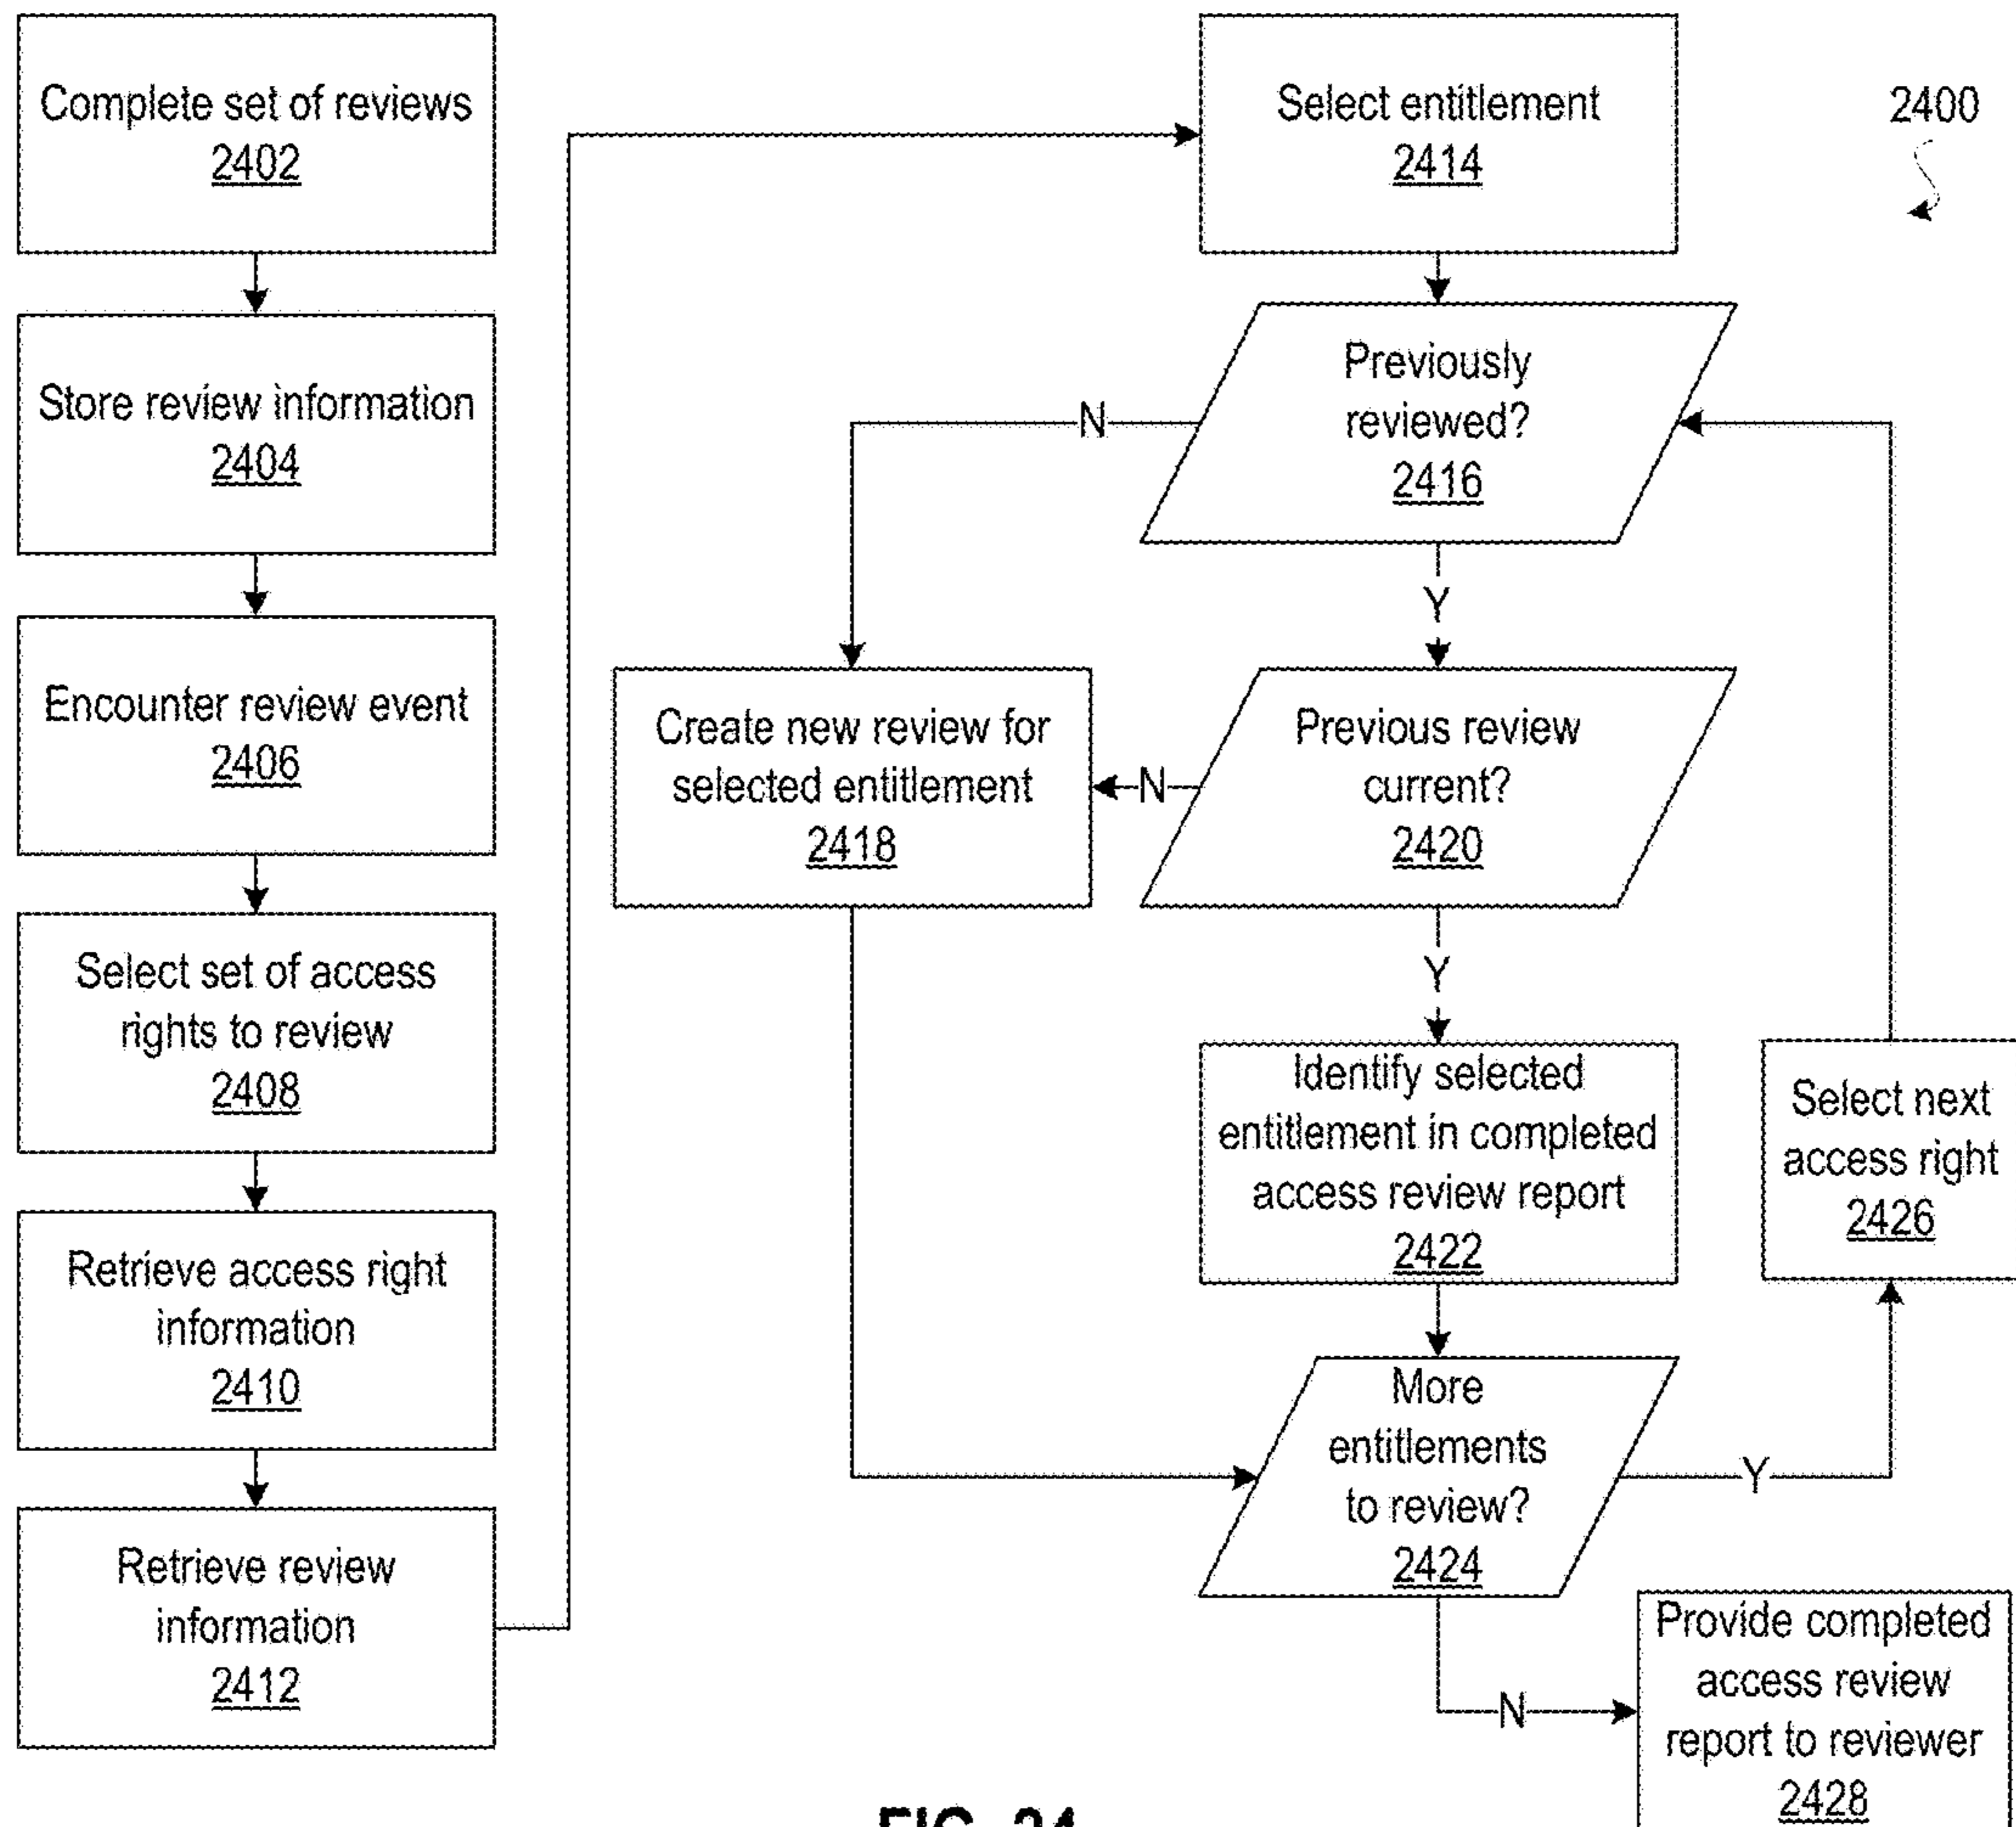 Complete set of reviews
2402
Store review information
2404
Encounter review event
2406
Select set of access
rights to review
2408
Retrieve access right
information
2410
Retrieve review
information
2412
Select entitlement
2414
2400
Previously
reviewed?
2416
N
Y
Create new review for
selected entitlement
2418
N
Previous review
current?
2420
Y
Identify selected
entitlement in completed
access review report
2422
Select next
access right
2426
More
entitlements
to review?
2424
Y
N
Provide completed
access review
report to reviewer
2428